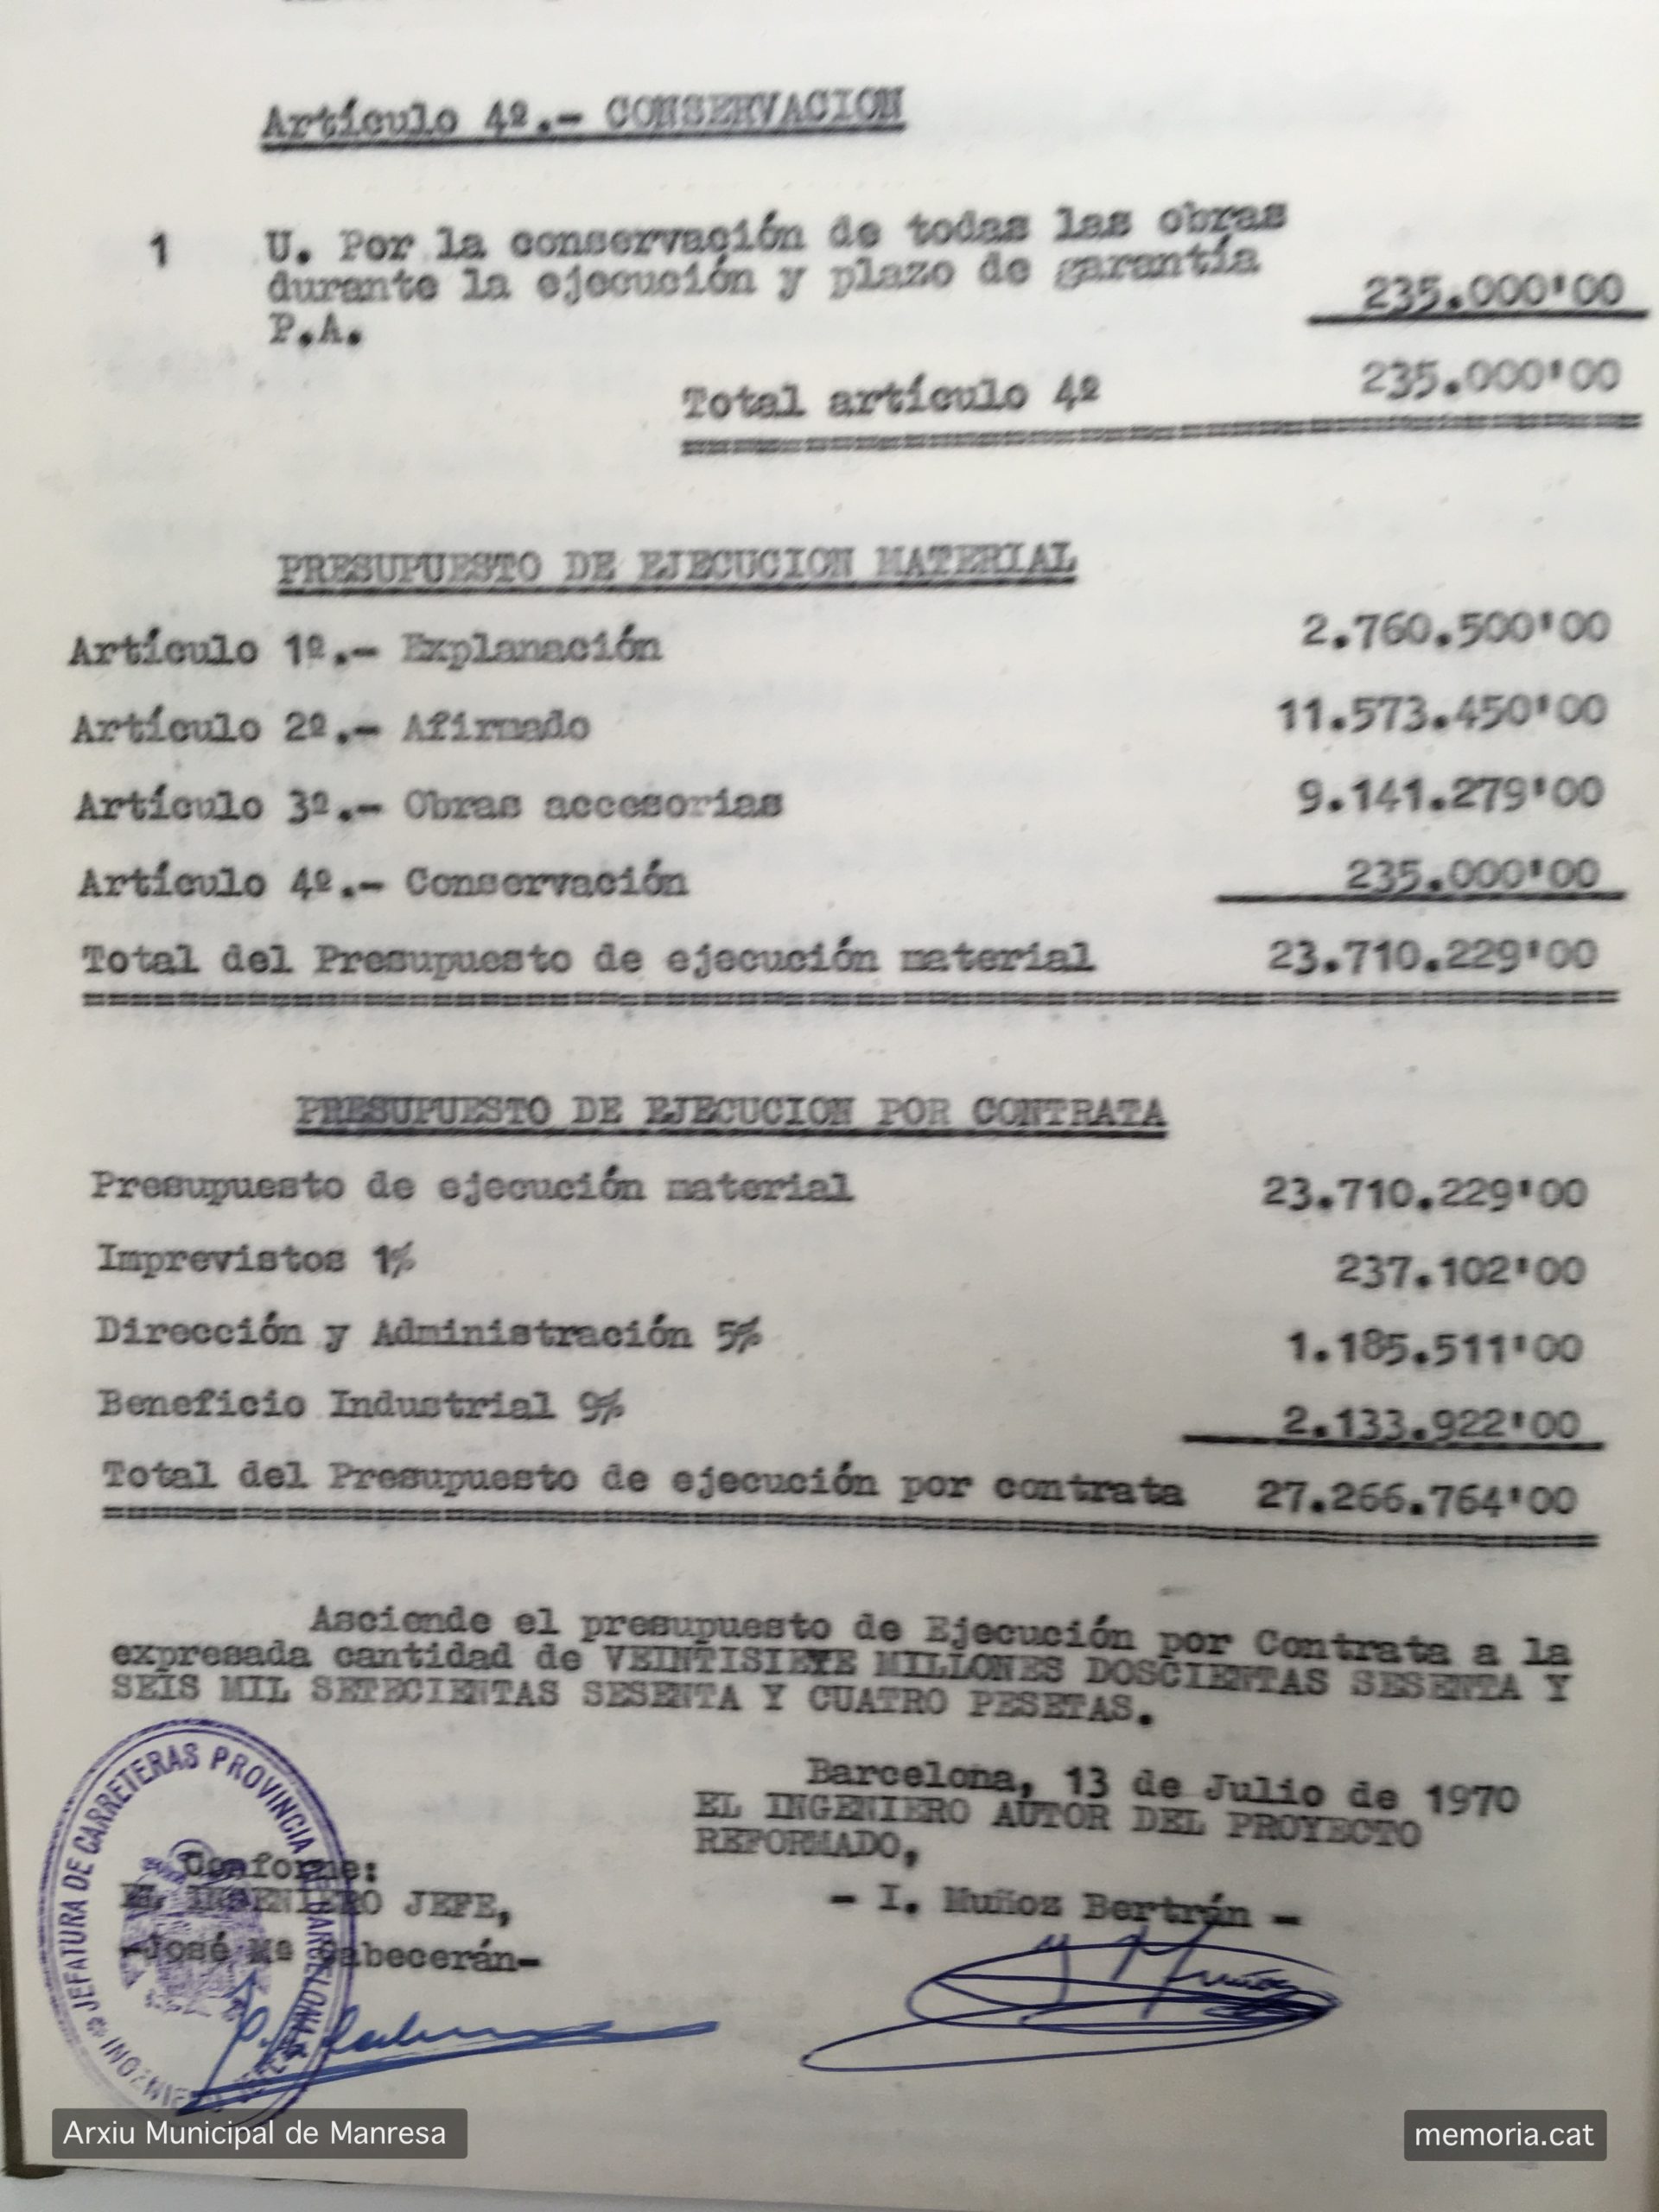 Artículo 4º.- CONSERVACION
1 U. Por la conservación de todas las obras
durante la ejecución y plazo de garantía 235.000'00
P.A.
Total artículo 4º 235.000'00
PRESUPUESTO DE EJECUCION MATERIAL
Artículo 1º.- Explanación 2.760.500'00
Artículo 2º.- Afirmado 11.573.450'00
Artículo 3º.- Obras accesorias 9.141.279'00
Artículo 4º.- Conservación 235.000'00
Total del Presupuesto de ejecución material 23.710.229'00
PRESUPUESTO DE EJECUCION POR CONTRATA
Presupuesto de ejecución material 23.710.229'00
Imprevistos 1% 237.102'00
Dirección y Administración 5% 1.185.511'00
Beneficio Industrial 9% 2.133.922'00
Total del Presupuesto de ejecución por contrata 27.266.764'00
Asciende el presupuesto de Ejecución por Contrata a la
expresada cantidad de VEINTISIETE MILLONES DOSCIENTAS SESENTA Y
SEIS MIL SETECIENTAS SESENTA Y CUATRO PESETAS.
Barcelona, 13 de Julio de 1970
EL INGENIERO AUTOR DEL PROYECTO
REFORMADO,
- I. Muñoz Bertrán -
Y Muñoz
Conforme:
EL INGENIERO JEFE,
-José Mª Cabecerán-
JEFATURA DE CARRETERAS PROVINCIA DE BARCELONA
Arxiu Municipal de Manresa
memoria.cat